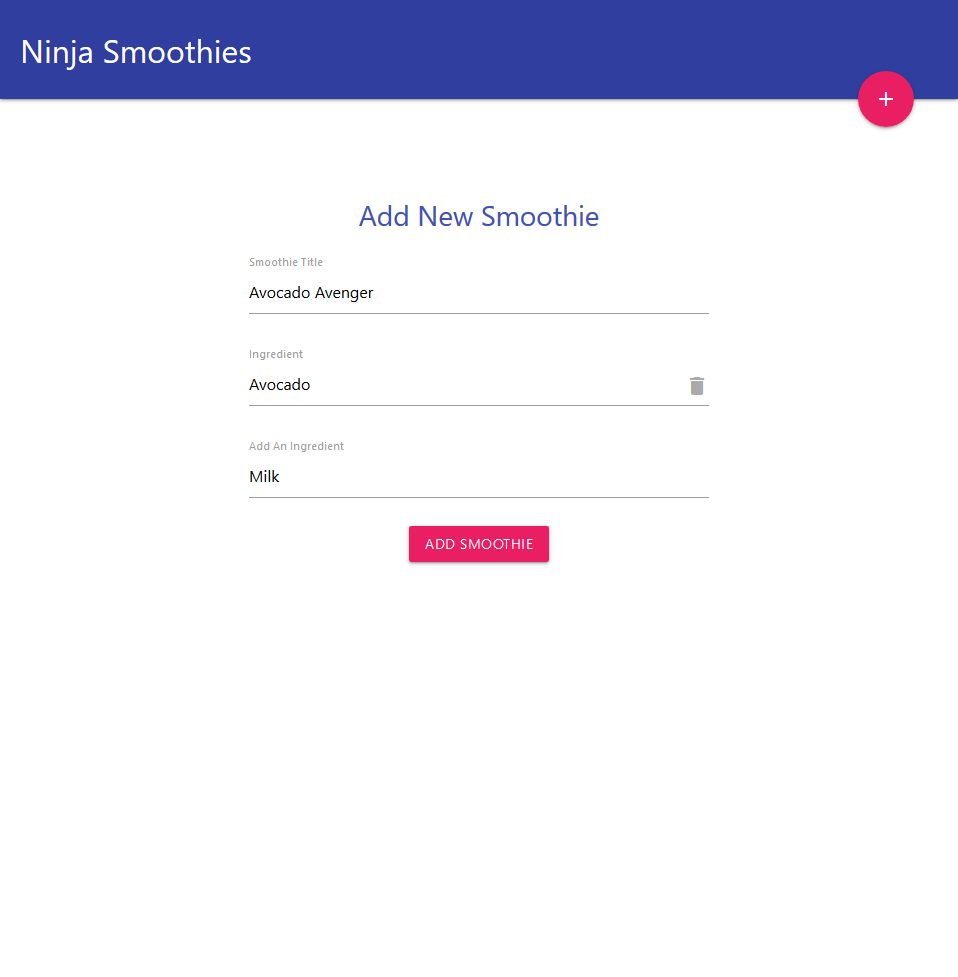 Ninja Smoothies
+
Add New Smoothie
Smoothie Title
Avocado Avenger
Ingredient
Avocado
Add An Ingredient
Milk
ADD SMOOTHIE